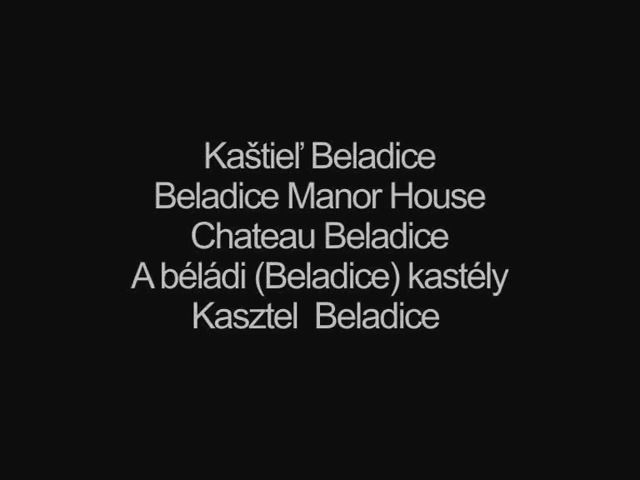 Kaštieľ Beladice
Beladice Manor House
Chateau Beladice
A béládi (Beladice) kastély
Kasztel Beladice